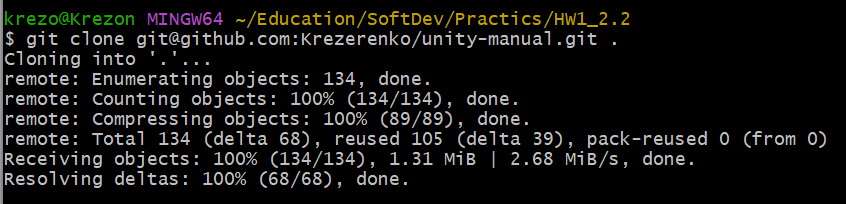 krezo@Krezon MINGW64 ~/Education/SoftDev/Practics/HW1_2.2
$ git clone git@github.com:Krezerenko/unity-manual.git .
Cloning into '.'...
remote: Enumerating objects: 134, done.
remote: Counting objects: 100% (134/134), done.
remote: Compressing objects: 100% (89/89), done.
remote: Total 134 (delta 68), reused 105 (delta 39), pack-reused 0 (from 0)
Receiving objects: 100% (134/134), 1.31 MiB | 2.68 MiB/s, done.
Resolving deltas: 100% (68/68), done.